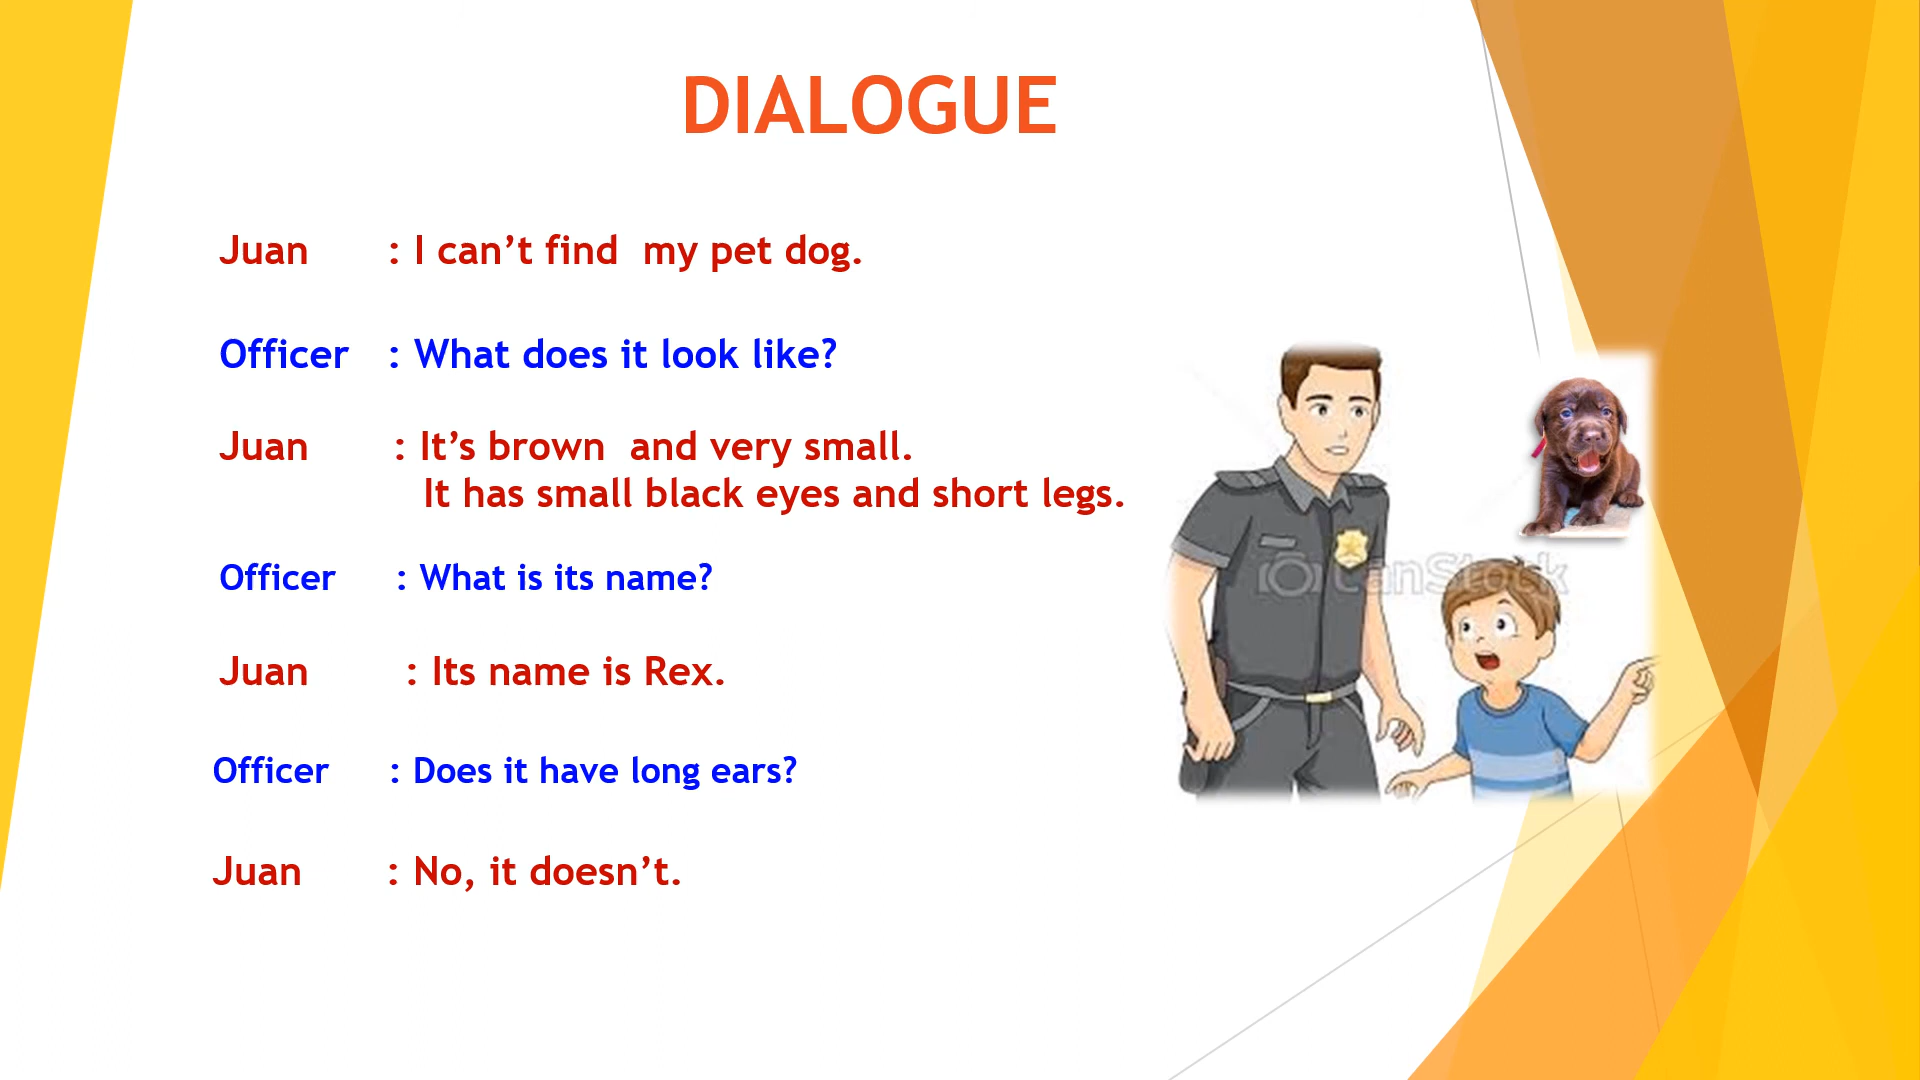 DIALOGUE
Juan : I can’t find my pet dog.
Officer : What does it look like?
Juan : It’s brown and very small.
It has small black eyes and short legs.
Officer : What is its name?
CanStock
Juan : Its name is Rex.
Officer : Does it have long ears?
Juan : No, it doesn’t.